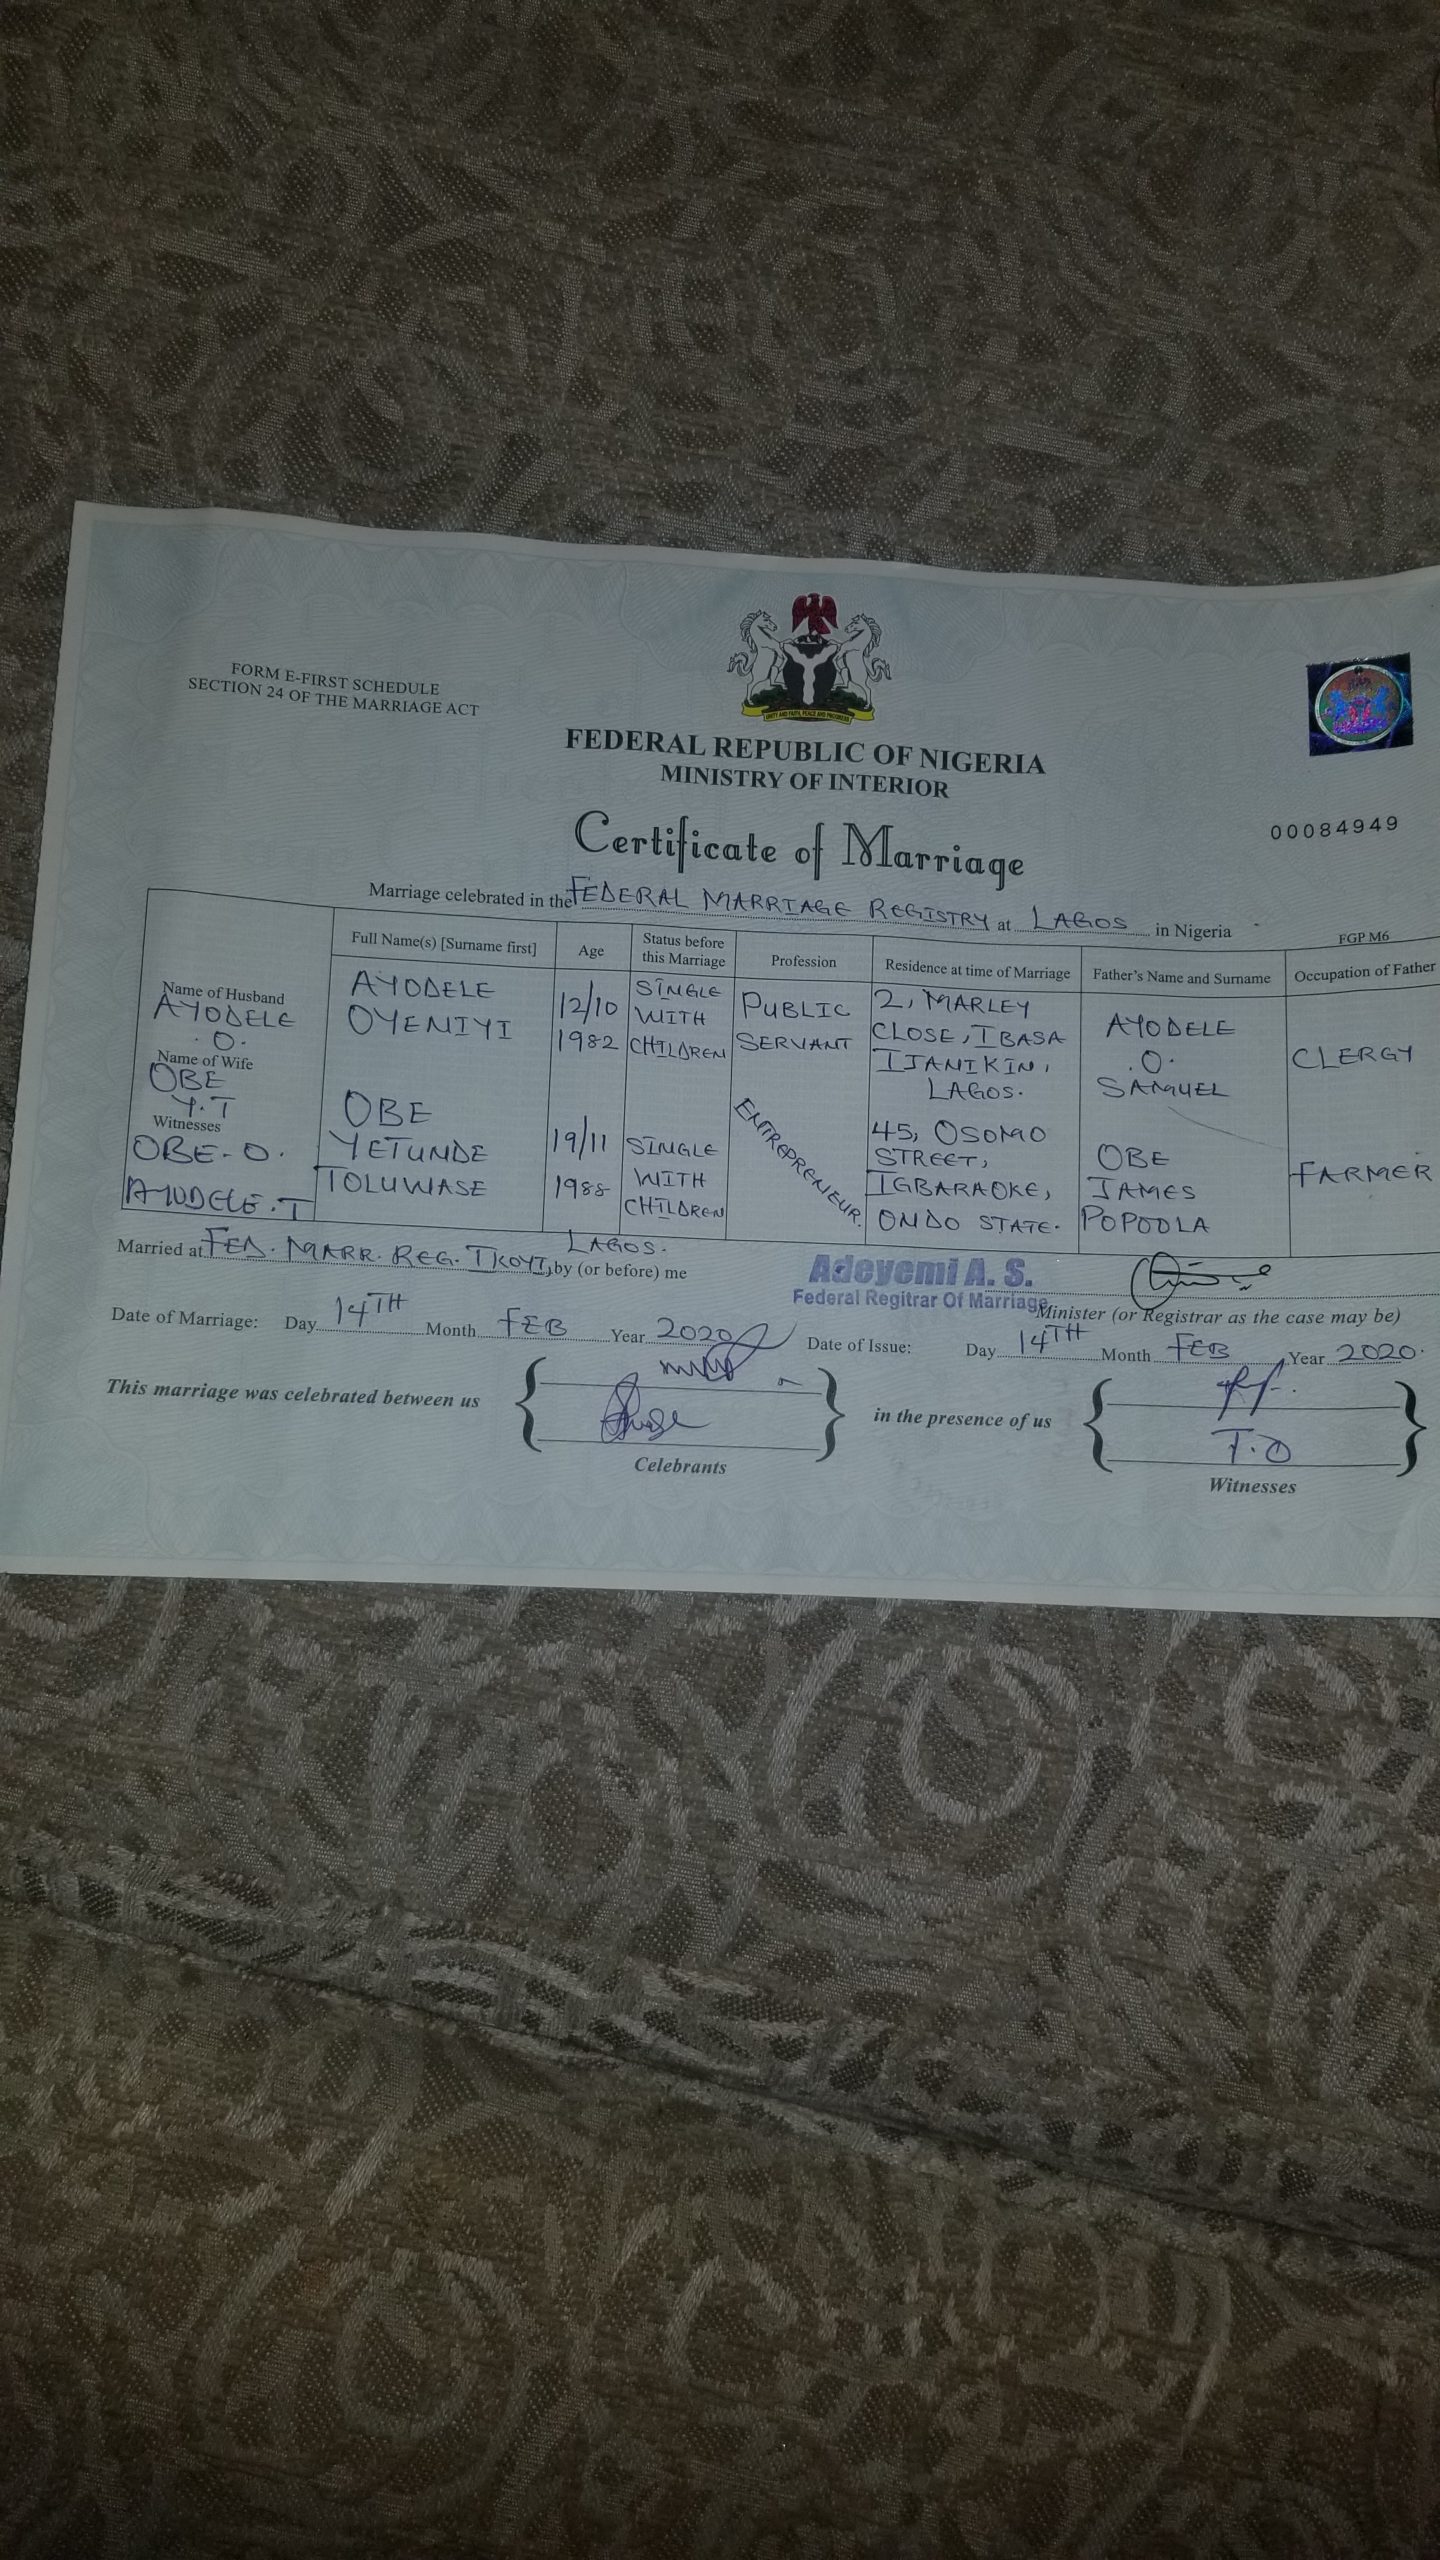 FORM E-FIRST SCHEDULE
SECTION 24 OF THE MARRIAGE ACT
UNITY AND FAITH, PEACE AND PROGRESS
FEDERAL REPUBLIC OF NIGERIA
MINISTRY OF INTERIOR
00084949
Certificate of Marriage
Marriage celebrated in the FEDERAL MARRIAGE REGISTRY at LAGOS in Nigeria
FGP M6
Full Name(s) [Surname first]
Age
Status before
this Marriage
Profession
Residence at time of Marriage
Father's Name and Surname
Occupation of Father
Name of Husband
AYODELE
O.
AYODELE
OYENIYI
12/10
1982
SINGLE
WITH
CHILDREN
PUBLIC
SERVANT
2, MARLEY
CLOSE, IBASA
IJANIKIN,
LAGOS.
AYODELE
O.
SAMUEL
CLERGY
Name of Wife
OBE
Y.T
OBE
YETUNDE
TOLUWASE
19/11
1988
SINGLE
WITH
CHILDREN
ENTREPRENEUR.
45, OSOMO
STREET,
IGBARAOKE,
ONDO STATE.
OBE
JAMES
POPOOLA
FARMER
Witnesses
OBE-O.
AYODELE.T
Married at FED. MARR. REG. IKOYI, LAGOS. by (or before) me
Adeyemi A. S.
Federal Regitrar Of Marriage
Minister (or Registrar as the case may be)
Date of Marriage: Day 14TH Month FEB Year 2020
Date of Issue: Day 14TH Month FEB Year 2020.
This marriage was celebrated between us
Celebrants
in the presence of us
T.O
Witnesses